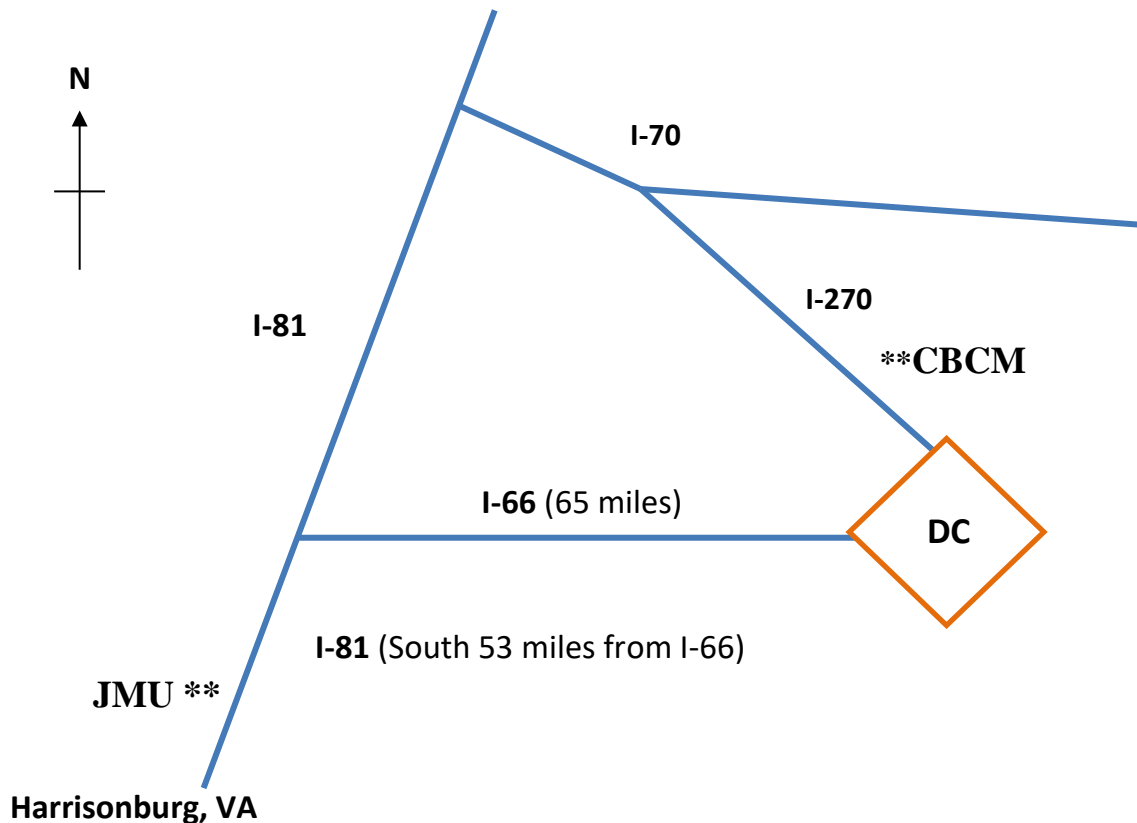 N
I-70
I-270
I-81
**CBCM
I-66 (65 miles)
DC
I-81 (South 53 miles from I-66)
JMU **
Harrisonburg, VA